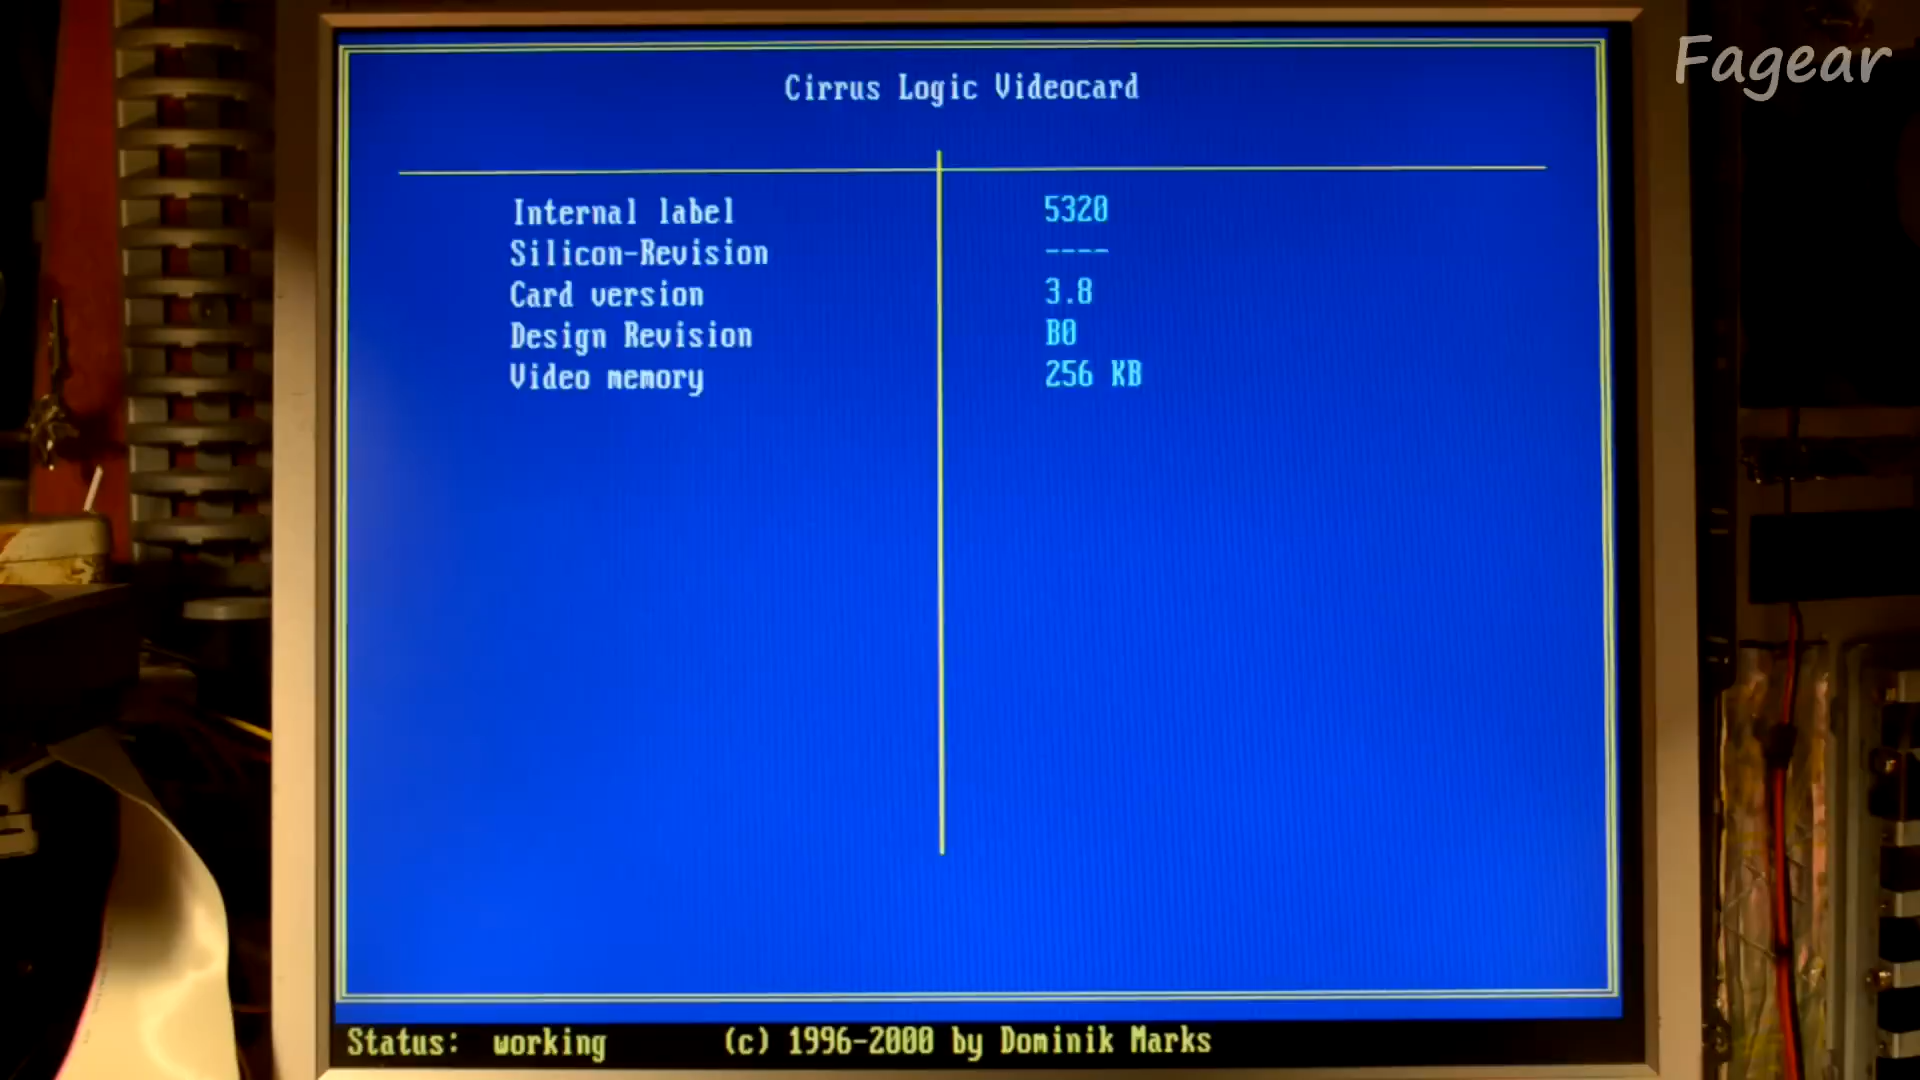 Fagear
Cirrus Logic Videocard
Internal label 5320
Silicon-Revision ----
Card version 3.8
Design Revision B0
Video memory 256 KB
Status: working (c) 1996-2000 by Dominik Marks